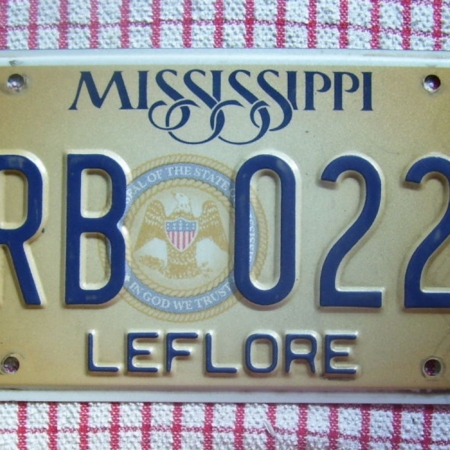 MISSISSIPPI
RB 022
SEAL OF THE STATE
IN GOD WE TRUST
LEFLORE